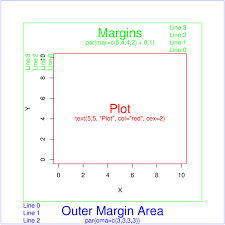 Margins
par(mar=c(5,4,4,2) + 0.1)
Line 3
Line 2
Line 1
Line 0
Line 3
Line 2
Line 1
Line 0
10
8
6
4
2
0
Y
Plot
text(5,5, "Plot", col="red", cex=2)
0
2
4
6
8
10
X
Line 0
Line 1
Line 2
Outer Margin Area
par(oma=c(3,3,3,3))